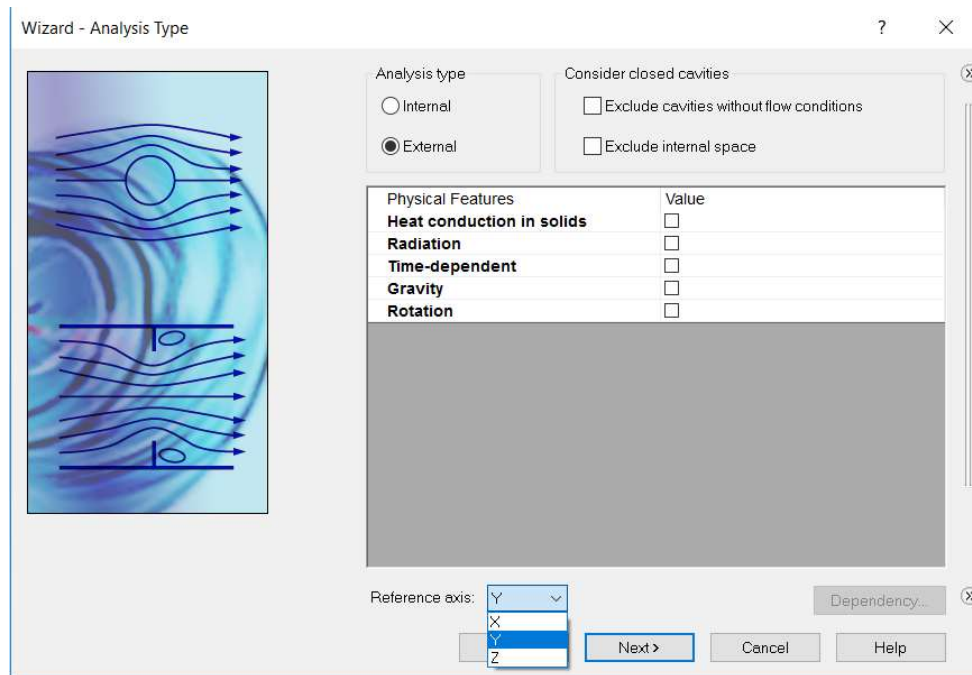 Wizard - Analysis Type
?
Analysis type
Consider closed cavities
Internal
Exclude cavities without flow conditions
External
Exclude internal space
Physical Features Value
Heat conduction in solids
Radiation
Time-dependent
Gravity
Rotation
Reference axis: Y
Dependency...
X
Y
Z
Next >
Cancel
Help